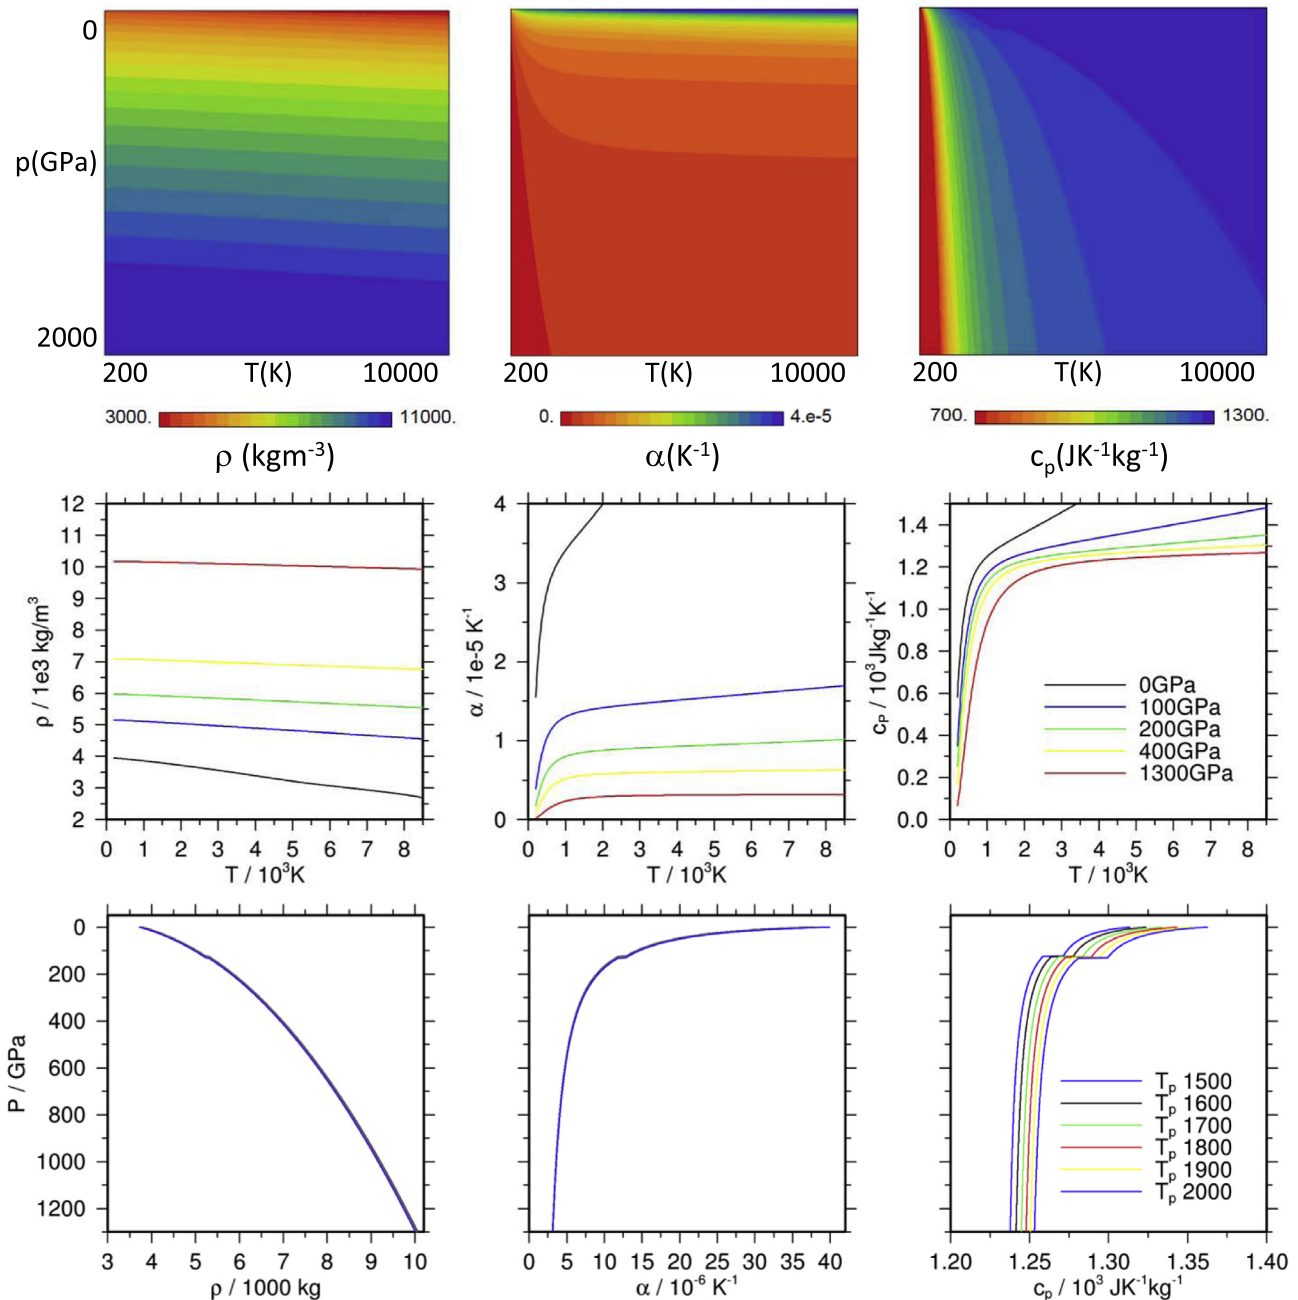 0
p(GPa)
2000
200 T(K) 10000
200 T(K) 10000
200 T(K) 10000
3000. 11000.
0. 4.e-5
700. 1300.
ρ (kgm⁻³)
α(K⁻¹)
cₚ(JK⁻¹kg⁻¹)
12
11
10
9
8
7
6
5
4
3
2
ρ / 1e3 kg/m³
0 1 2 3 4 5 6 7 8
T / 10³K
4
3
2
1
0
α / 1e-5 K⁻¹
0 1 2 3 4 5 6 7 8
T / 10³K
1.4
1.2
1.0
0.8
0.6
0.4
0.2
0.0
cₚ / 10³Jkg⁻¹K⁻¹
0GPa
100GPa
200GPa
400GPa
1300GPa
0 1 2 3 4 5 6 7 8
T / 10³K
0
200
400
600
800
1000
1200
P / GPa
3 4 5 6 7 8 9 10
ρ / 1000 kg
0 5 10 15 20 25 30 35 40
α / 10⁻⁶ K⁻¹
Tₚ 1500
Tₚ 1600
Tₚ 1700
Tₚ 1800
Tₚ 1900
Tₚ 2000
1.20 1.25 1.30 1.35 1.40
cₚ / 10³ JK⁻¹kg⁻¹